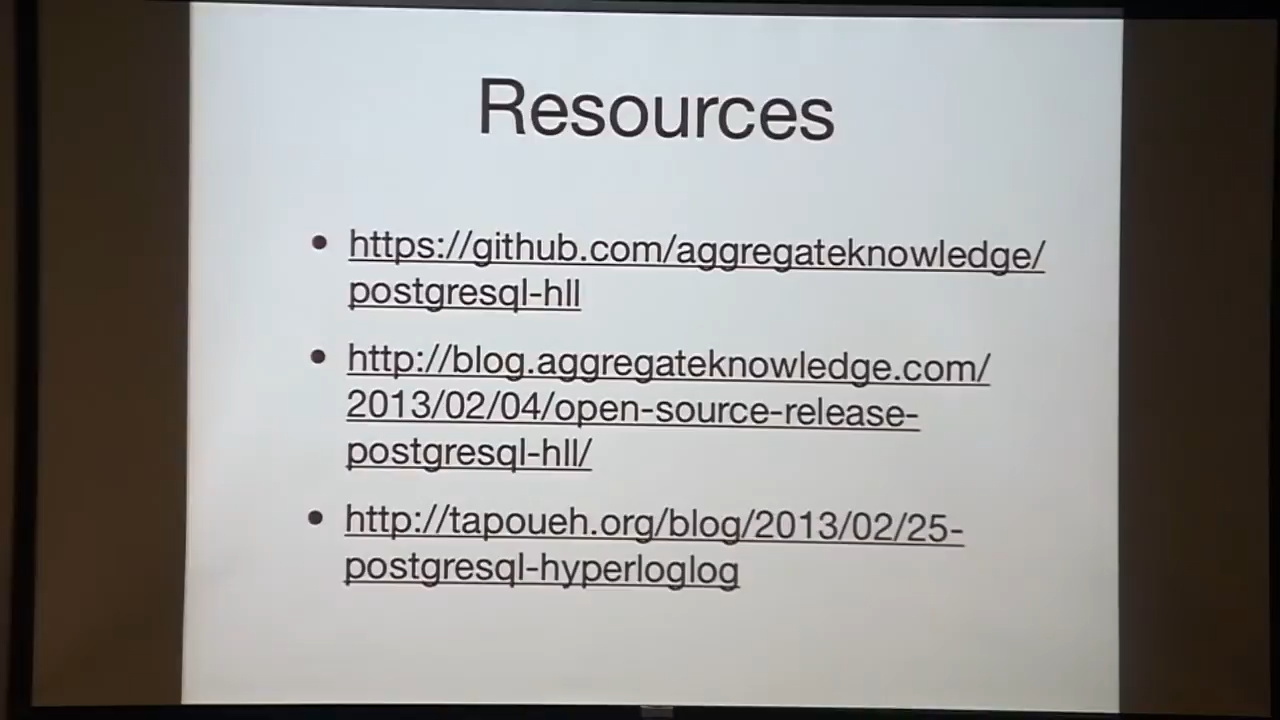 Resources
• https://github.com/aggregateknowledge/
postgresql-hll
• http://blog.aggregateknowledge.com/
2013/02/04/open-source-release-
postgresql-hll/
• http://tapoueh.org/blog/2013/02/25-
postgresql-hyperloglog